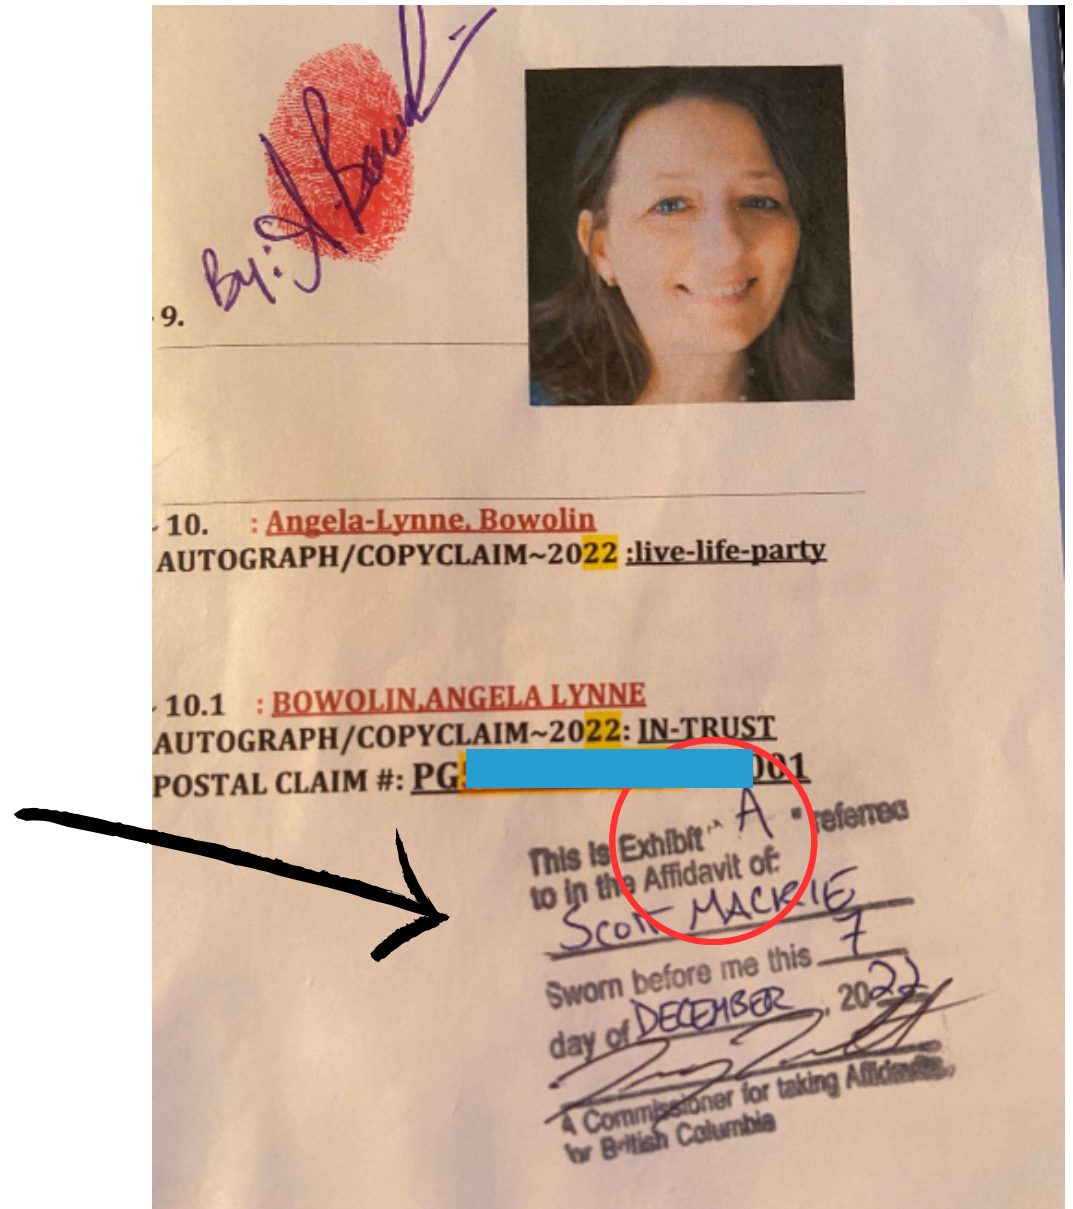 By: A Bowoli
~ 9.
~ 10. : Angela-Lynne, Bowolin
AUTOGRAPH/COPYCLAIM~2022 :live-life-party
~ 10.1 : BOWOLIN,ANGELA LYNNE
AUTOGRAPH/COPYCLAIM~2022: IN-TRUST
POSTAL CLAIM #: PG 001
This is Exhibit " A " referred
to in the Affidavit of:
SCOTT MACKIE
Sworn before me this 7
day of DECEMBER, 2022
A Commissioner for taking Affidavits,
for British Columbia